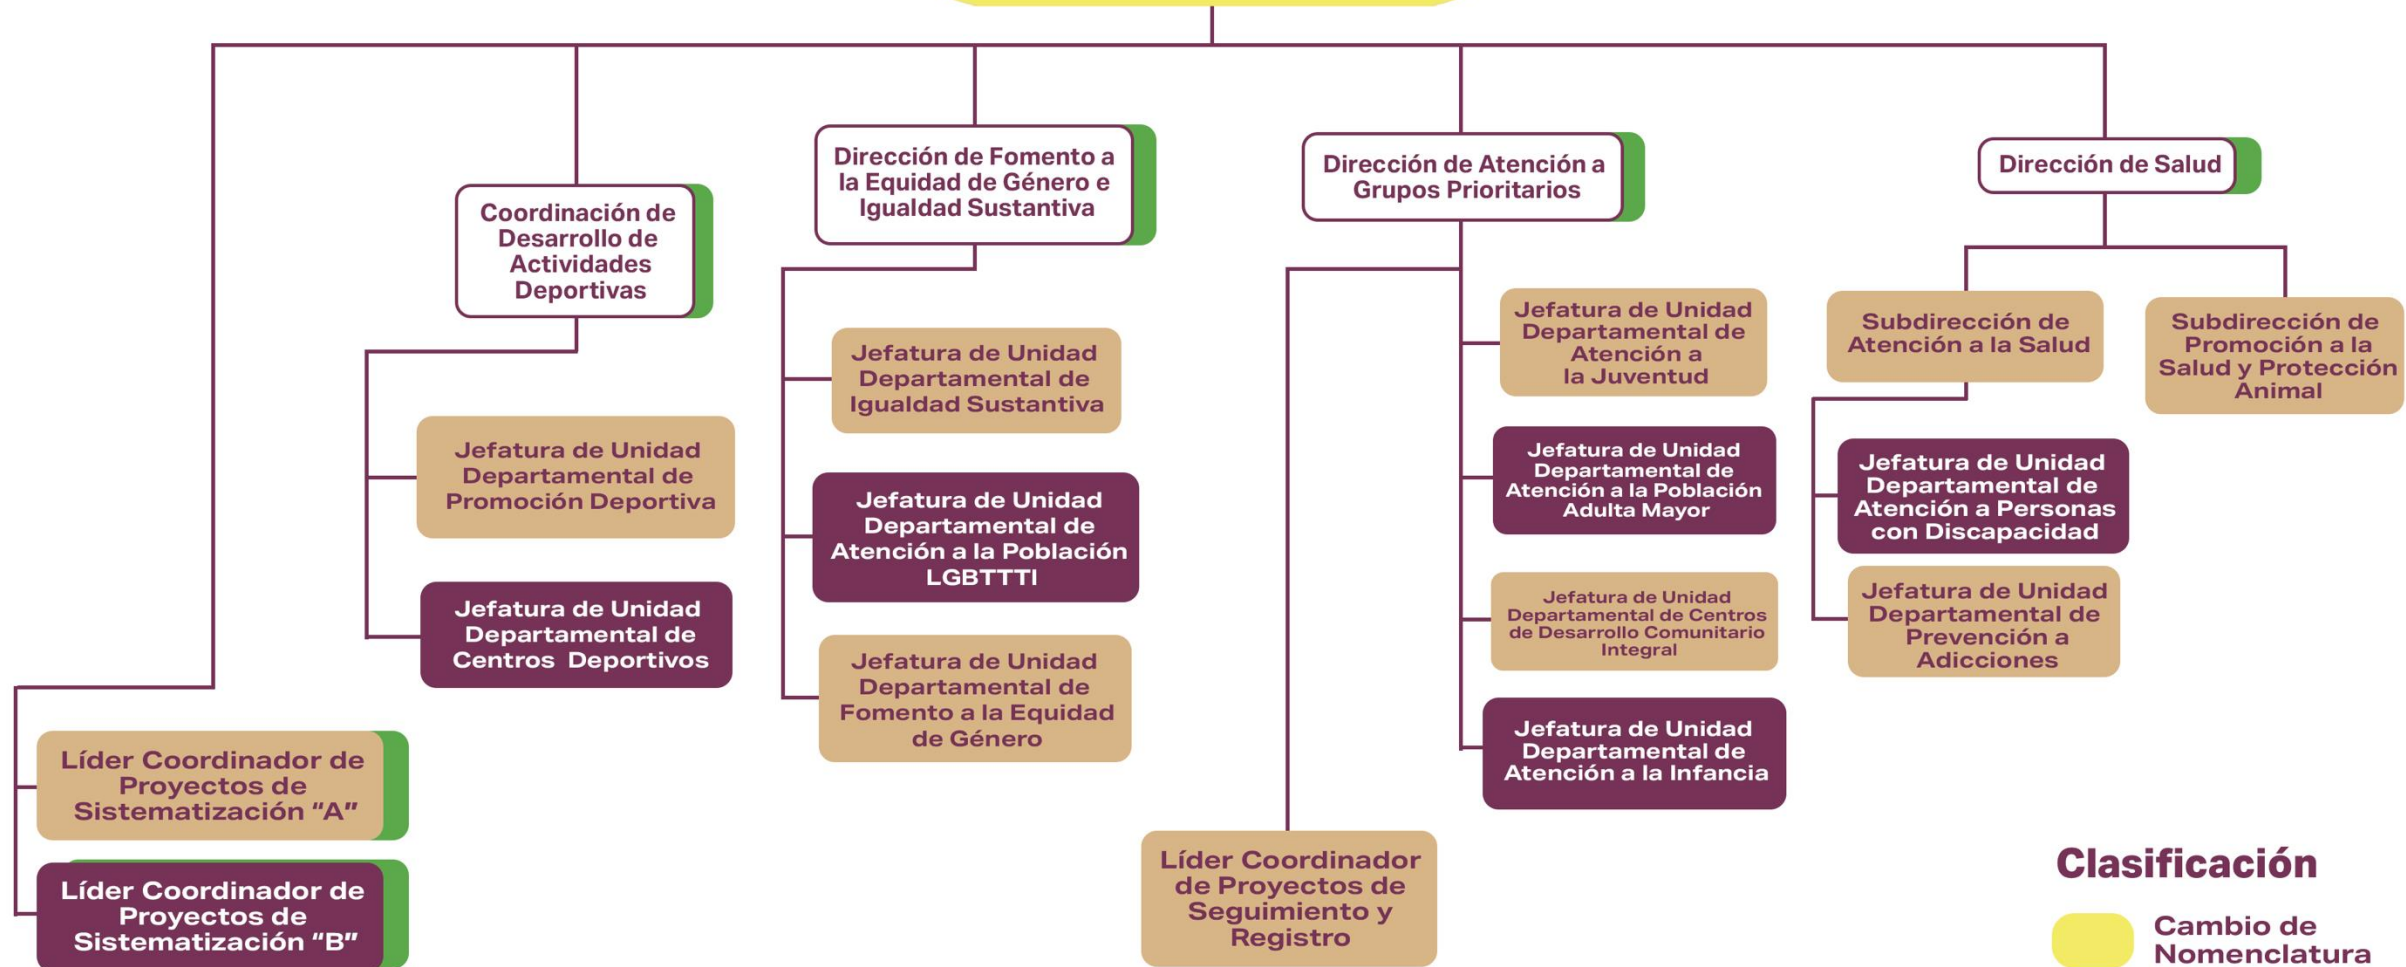 Coordinación de
Desarrollo de
Actividades
Deportivas
Jefatura de Unidad
Departamental de
Promoción Deportiva
Jefatura de Unidad
Departamental de
Centros Deportivos
Líder Coordinador de
Proyectos de
Sistematización “A”
Líder Coordinador de
Proyectos de
Sistematización “B”
Dirección de Fomento a
la Equidad de Género e
Igualdad Sustantiva
Jefatura de Unidad
Departamental de
Igualdad Sustantiva
Jefatura de Unidad
Departamental de
Atención a la Población
LGBTTTI
Jefatura de Unidad
Departamental de
Fomento a la Equidad
de Género
Dirección de Atención a
Grupos Prioritarios
Jefatura de Unidad
Departamental de
Atención a
la Juventud
Jefatura de Unidad
Departamental de
Atención a la Población
Adulta Mayor
Jefatura de Unidad
Departamental de Centros
de Desarrollo Comunitario
Integral
Jefatura de Unidad
Departamental de
Atención a la Infancia
Líder Coordinador
de Proyectos de
Seguimiento y
Registro
Dirección de Salud
Subdirección de
Atención a la Salud
Subdirección de
Promoción a la
Salud y Protección
Animal
Jefatura de Unidad
Departamental de
Atención a Personas
con Discapacidad
Jefatura de Unidad
Departamental de
Prevención a
Adicciones
Clasificación
Cambio de
Nomenclatura